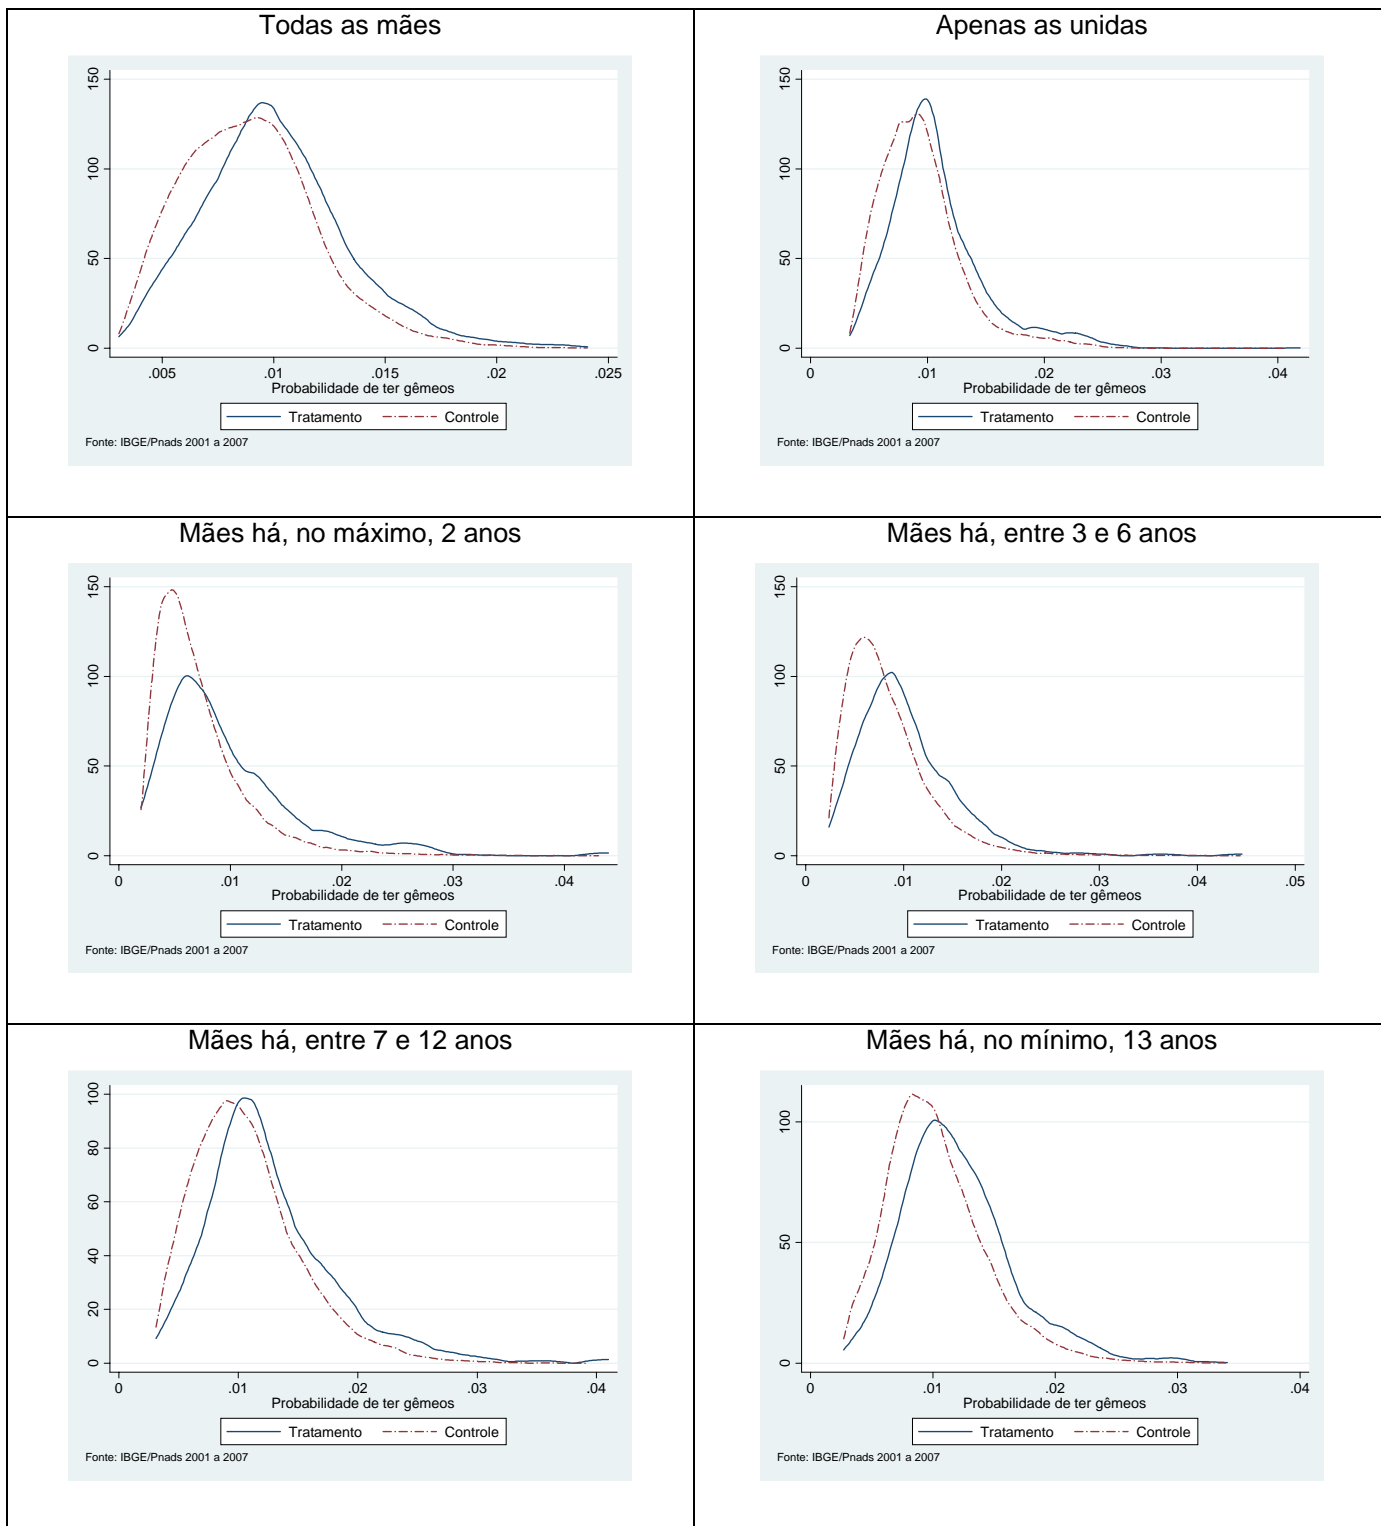 Todas as mães
150
100
50
0
.005 .01 .015 .02 .025
Probabilidade de ter gêmeos
Tratamento Controle
Fonte: IBGE/Pnads 2001 a 2007
Apenas as unidas
150
100
50
0
0 .01 .02 .03 .04
Probabilidade de ter gêmeos
Tratamento Controle
Fonte: IBGE/Pnads 2001 a 2007
Mães há, no máximo, 2 anos
150
100
50
0
0 .01 .02 .03 .04
Probabilidade de ter gêmeos
Tratamento Controle
Fonte: IBGE/Pnads 2001 a 2007
Mães há, entre 3 e 6 anos
150
100
50
0
0 .01 .02 .03 .04 .05
Probabilidade de ter gêmeos
Tratamento Controle
Fonte: IBGE/Pnads 2001 a 2007
Mães há, entre 7 e 12 anos
100
80
60
40
20
0
0 .01 .02 .03 .04
Probabilidade de ter gêmeos
Tratamento Controle
Fonte: IBGE/Pnads 2001 a 2007
Mães há, no mínimo, 13 anos
100
50
0
0 .01 .02 .03 .04
Probabilidade de ter gêmeos
Tratamento Controle
Fonte: IBGE/Pnads 2001 a 2007